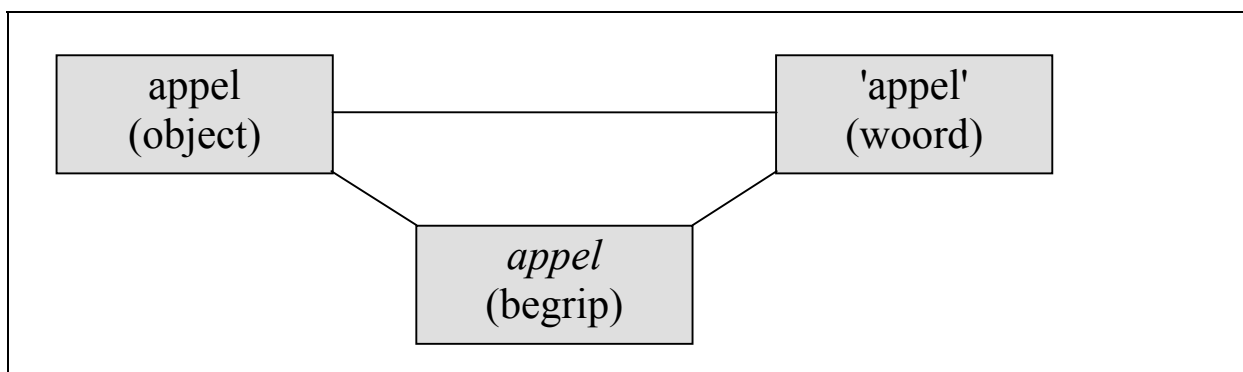 appel
(object)
'appel'
(woord)
appel
(begrip)